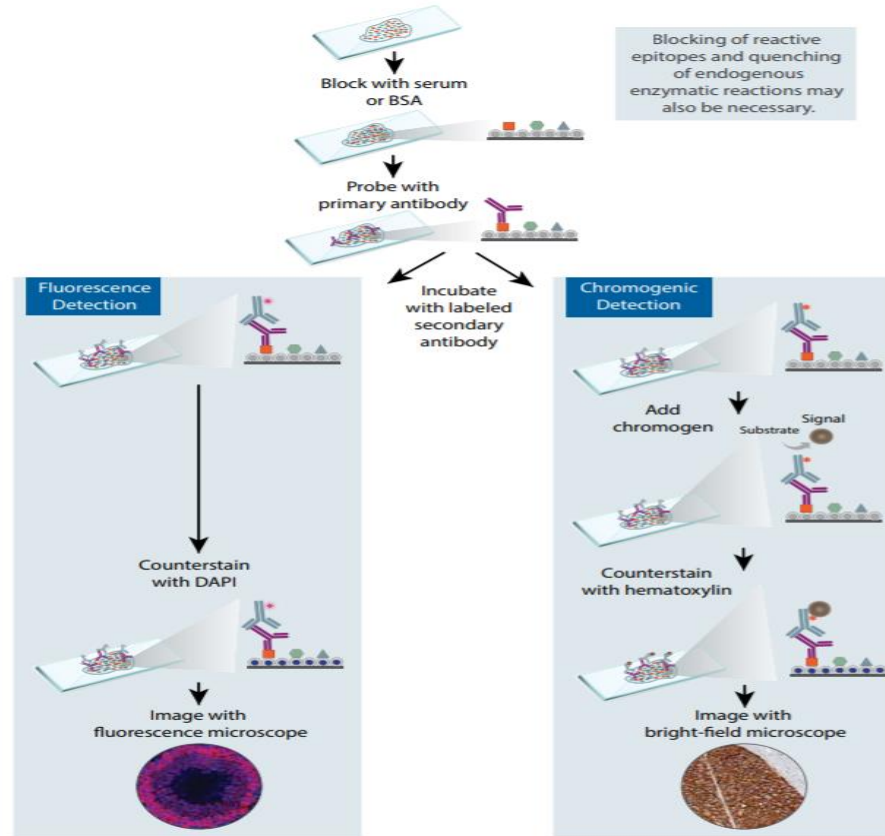 Blocking of reactive
epitopes and quenching
of endogenous
enzymatic reactions may
also be necessary.
Block with serum
or BSA
Probe with
primary antibody
Fluorescence
Detection
Incubate
with labeled
secondary
antibody
Chromogenic
Detection
Add
chromogen
Substrate
Signal
Counterstain
with DAPI
Counterstain
with hematoxylin
Image with
fluorescence microscope
Image with
bright-field microscope